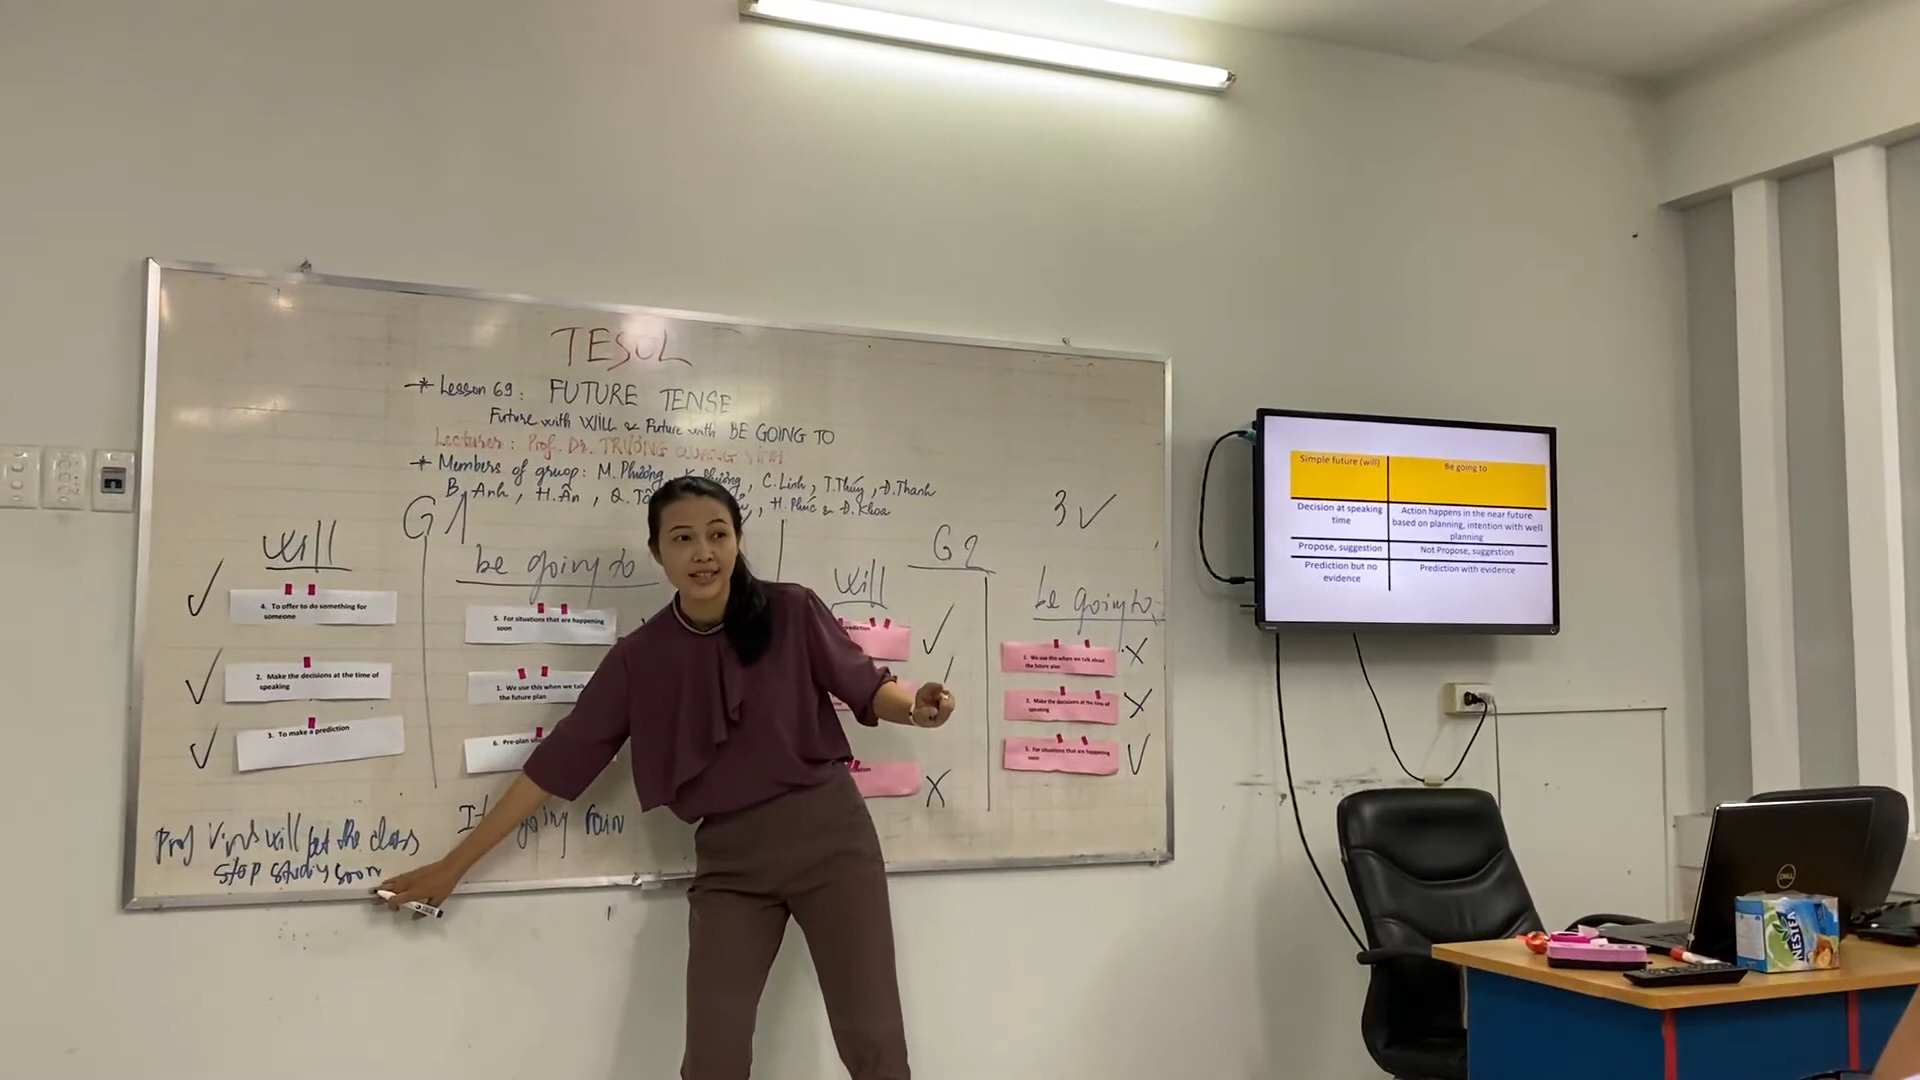 TESOL
* Lesson 69: FUTURE TENSE
Future with WILL & Future with BE GOING TO
Lecturer: Prof. Dr. TRƯƠNG QUANG VINH
* Members of gruop: M. Phương, K. Phương, C. Linh, T. Thúy, Đ. Thanh
B. Anh, H. Ân, Q.
, H. Phúc & Đ. Khoa
G1
will
4. To offer to do something for
someone
2. Make the decisions at the time of
speaking
3. To make a prediction
be going to
5. For situations that are happening
soon
1. We use this when we talk
the future plan
6. Pre-plan
Prof Vinh will let the class
stop studiy soon
going rain
G2
3 ✓
will
prediction
be going to
1. We use this when we talk about
the future plan
2. Make the decisions at the time of
speaking
5. For situations that are happening
soon
Simple future (will)
Be going to
Decision at speaking
time
Action happens in the near future
based on planning, intention with well
planning
Propose, suggestion
Not Propose, suggestion
Prediction but no
evidence
Prediction with evidence
DELL
NESTEA